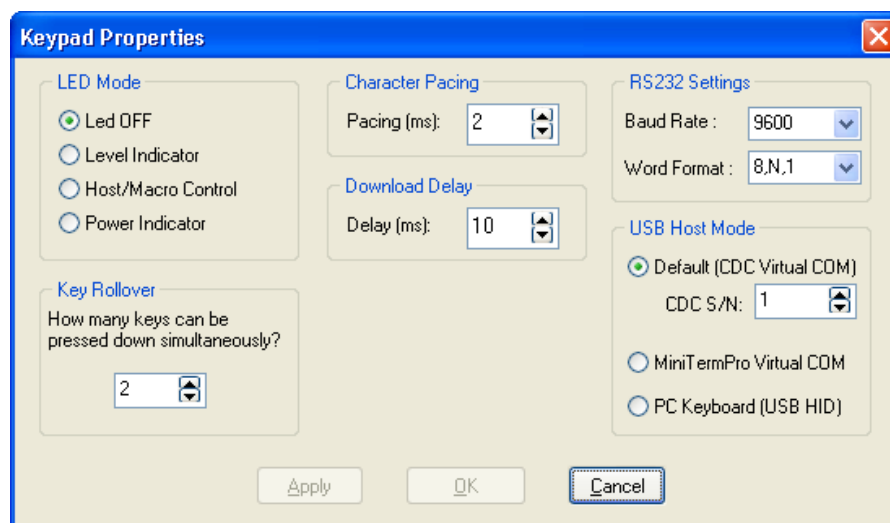 Keypad Properties
LED Mode
Led OFF
Level Indicator
Host/Macro Control
Power Indicator
Key Rollover
How many keys can be
pressed down simultaneously?
2
Character Pacing
Pacing (ms): 2
Download Delay
Delay (ms): 10
RS232 Settings
Baud Rate : 9600
Word Format : 8,N,1
USB Host Mode
Default (CDC Virtual COM)
CDC S/N: 1
MiniTermPro Virtual COM
PC Keyboard (USB HID)
Apply
OK
Cancel